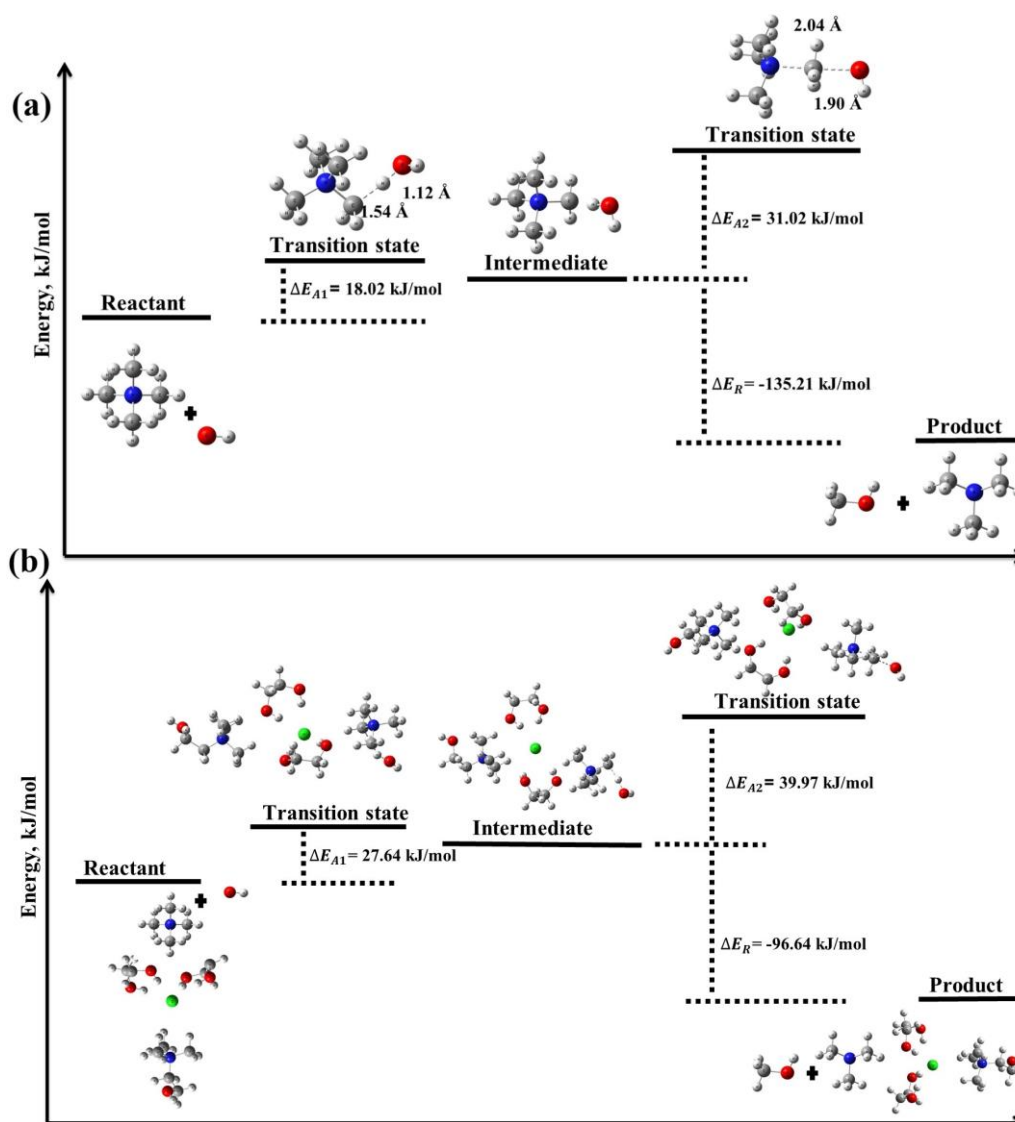 (a)
Energy, kJ/mol
Reactant
1.12 Å
1.54 Å
Transition state
ΔE_A1 = 18.02 kJ/mol
Intermediate
2.04 Å
1.90 Å
Transition state
ΔE_A2 = 31.02 kJ/mol
ΔE_R = -135.21 kJ/mol
Product
(b)
Energy, kJ/mol
Reactant
Transition state
ΔE_A1 = 27.64 kJ/mol
Intermediate
Transition state
ΔE_A2 = 39.97 kJ/mol
ΔE_R = -96.64 kJ/mol
Product